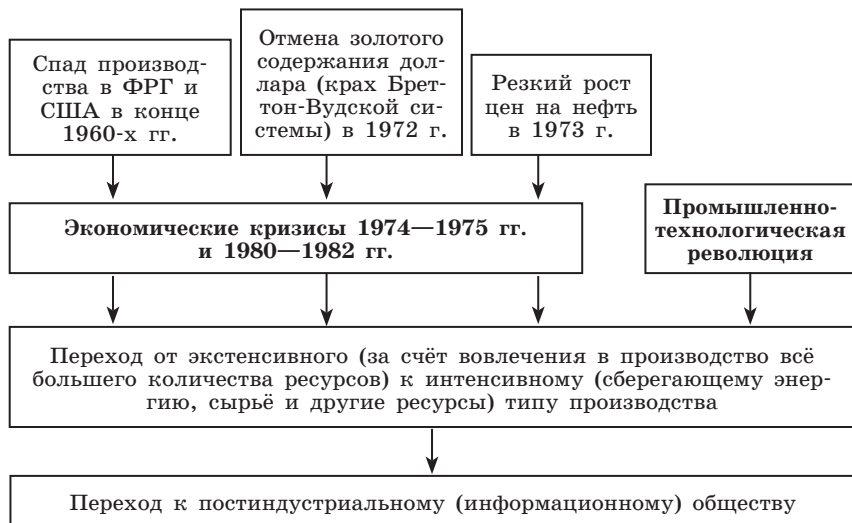 Спад производ-
ства в ФРГ и
США в конце
1960-х гг.
Отмена золотого
содержания дол-
лара (крах Брет-
тон-Вудской си-
стемы) в 1972 г.
Резкий рост
цен на нефть
в 1973 г.
Экономические кризисы 1974—1975 гг.
и 1980—1982 гг.
Промышленно-
технологическая
революция
Переход от экстенсивного (за счёт вовлечения в производство всё
большего количества ресурсов) к интенсивному (сберегающему энер-
гию, сырьё и другие ресурсы) типу производства
Переход к постиндустриальному (информационному) обществу